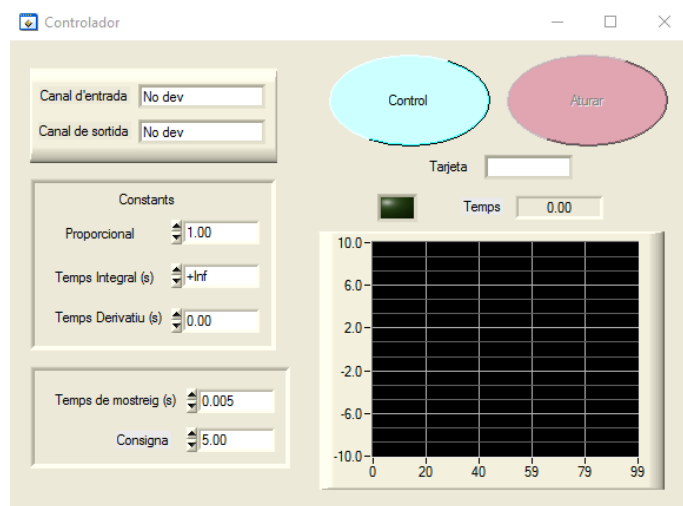 Controlador
Canal d'entrada No dev
Canal de sortida No dev
Control
Aturar
Tarjeta
Temps 0.00
Constants
Proporcional 1.00
Temps Integral (s) +Inf
Temps Derivatiu (s) 0.00
Temps de mostreig (s) 0.005
Consigna 5.00
10.0
6.0
2.0
-2.0
-6.0
-10.0
0 20 40 59 79 99